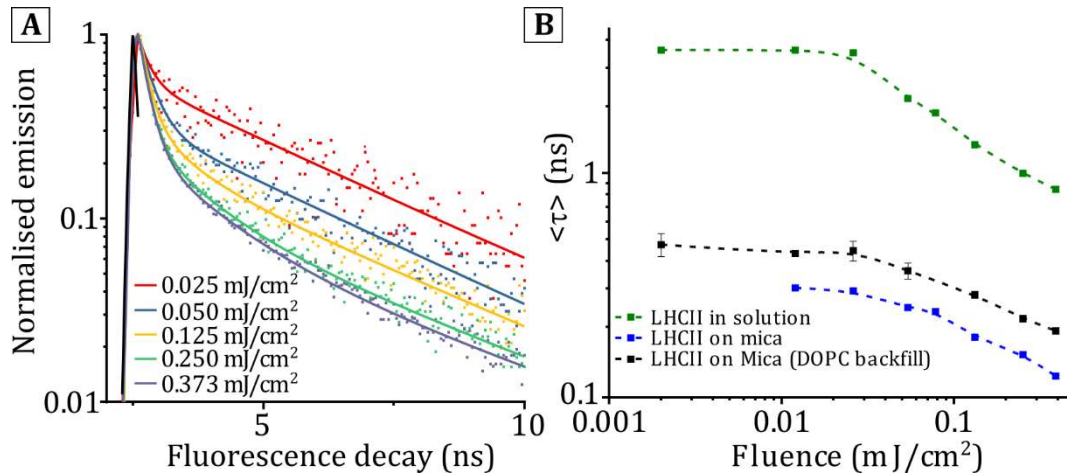 A
Normalised emission
1
0.1
0.01
0.025 mJ/cm²
0.050 mJ/cm²
0.125 mJ/cm²
0.250 mJ/cm²
0.373 mJ/cm²
5
10
Fluorescence decay (ns)
B
<τ> (ns)
1
0.1
LHCII in solution
LHCII on mica
LHCII on Mica (DOPC backfill)
0.001
0.01
0.1
Fluence (mJ/cm²)